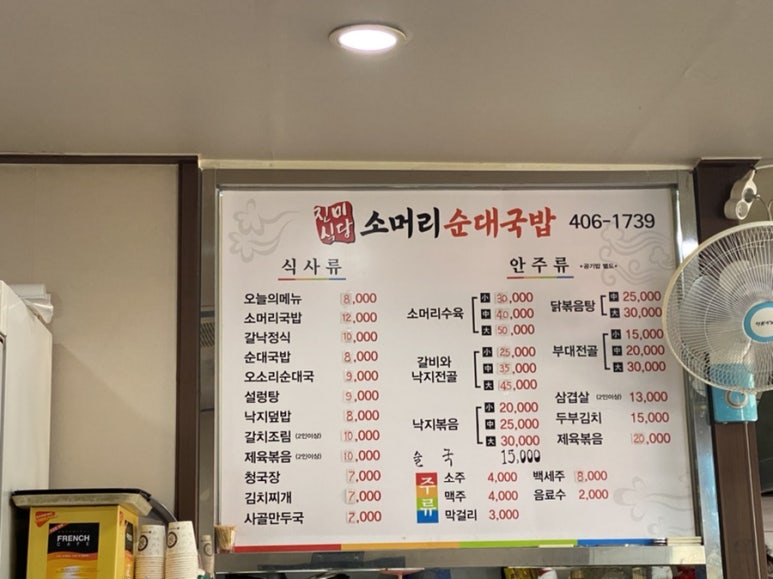 진미식당 소머리순대국밥 406-1739
식사류
오늘의메뉴 8,000
소머리국밥 12,000
갈낙정식 10,000
순대국밥 8,000
오소리순대국 9,000
설렁탕 9,000
낙지덮밥 8,000
갈치조림 (2인이상) 10,000
제육볶음 (2인이상) 10,000
청국장 7,000
김치찌개 7,000
사골만두국 7,000
안주류 *공기밥 별도*
소머리수육
小 30,000
中 40,000
大 50,000
갈비와 낙지전골
小 25,000
中 35,000
大 45,000
낙지볶음
小 20,000
中 25,000
大 30,000
술국 15,000
닭볶음탕
中 25,000
大 30,000
부대전골
小 15,000
中 20,000
大 30,000
삼겹살 (2인이상) 13,000
두부김치 15,000
제육볶음 20,000
주류
소주 4,000
맥주 4,000
막걸리 3,000
백세주 8,000
음료수 2,000
FRENCH
CAFE